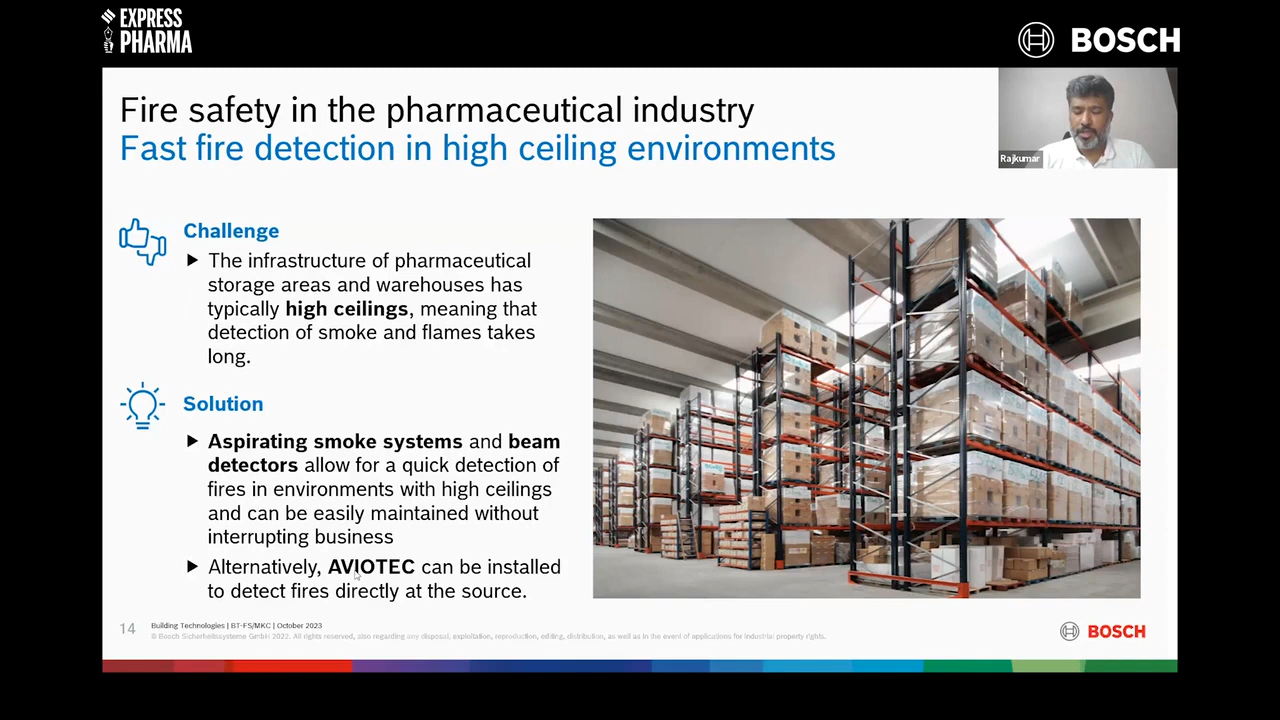 EXPRESS
PHARMA
BOSCH
Fire safety in the pharmaceutical industry
Fast fire detection in high ceiling environments
Rajkumar
Challenge
► The infrastructure of pharmaceutical
storage areas and warehouses has
typically high ceilings, meaning that
detection of smoke and flames takes
long.
Solution
► Aspirating smoke systems and beam
detectors allow for a quick detection of
fires in environments with high ceilings
and can be easily maintained without
interrupting business
► Alternatively, AVIOTEC can be installed
to detect fires directly at the source.
14
Building Technologies | BT-FS/MKC | October 2023
© Bosch Sicherheitssysteme GmbH 2022. All rights reserved, also regarding any disposal, exploitation, reproduction, editing, distribution, as well as in the event of applications for industrial property rights.
BOSCH